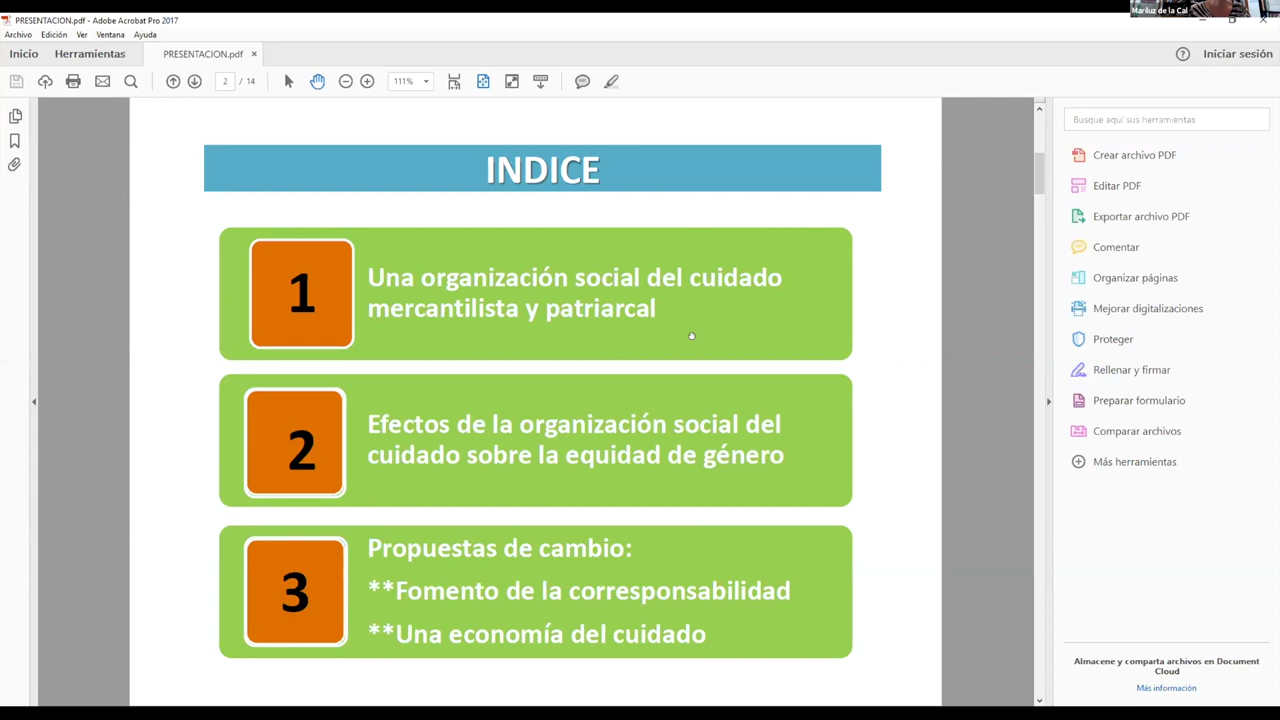 Mariluz de la Cal
PRESENTACION.pdf - Adobe Acrobat Pro 2017
Archivo Edición Ver Ventana Ayuda
Inicio Herramientas PRESENTACION.pdf × Iniciar sesión
2 / 14 111%
INDICE
1
Una organización social del cuidado
mercantilista y patriarcal
2
Efectos de la organización social del
cuidado sobre la equidad de género
3
Propuestas de cambio:
**Fomento de la corresponsabilidad
**Una economía del cuidado
Busque aquí sus herramientas
Crear archivo PDF
Editar PDF
Exportar archivo PDF
Comentar
Organizar páginas
Mejorar digitalizaciones
Proteger
Rellenar y firmar
Preparar formulario
Comparar archivos
Más herramientas
Almacene y comparta archivos en Document
Cloud
Más información